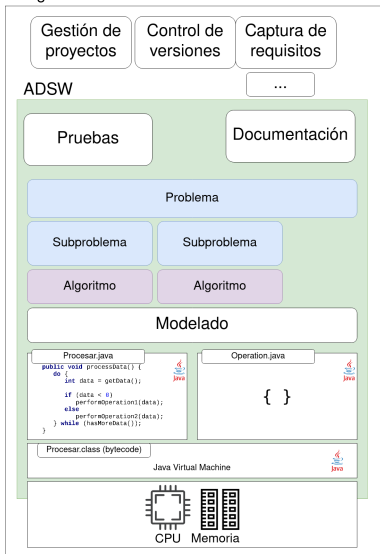 Gestión de
proyectos
Control de
versiones
Captura de
requisitos
...
ADSW
Pruebas
Documentación
Problema
Subproblema
Subproblema
Algoritmo
Algoritmo
Modelado
Procesar.java
public void processData() {
do {
int data = getData();
if (data < 0)
performOperation1(data);
else
performOperation2(data);
} while (hasMoreData());
}
Java
Operation.java
{ }
Java
Procesar.class (bytecode)
Java Virtual Machine
Java
CPU
Memoria